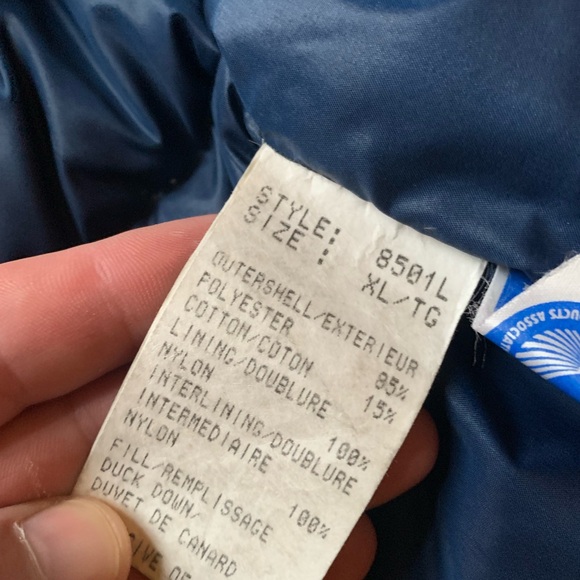 STYLE: 8501L
SIZE: XL/TG
OUTERSHELL/EXTERIEUR
POLYESTER 85%
COTTON/COTON 15%
LINING/DOUBLURE
NYLON 100%
INTERLINING/DOUBLURE
INTERMEDIAIRE
NYLON 100%
FILL/REMPLISSAGE
DUCK DOWN/
DUVET DE CANARD